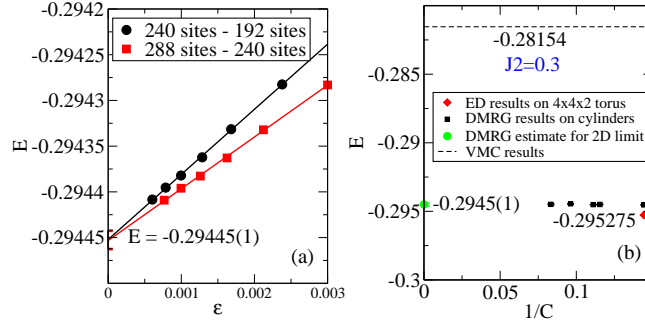 -0.2942
240 sites - 192 sites
288 sites - 240 sites
-0.29425
-0.2943
-0.29435
-0.2944
-0.29445
E
E = -0.29445(1)
(a)
0
0.001
0.002
0.003
ε
-0.28154
J2=0.3
-0.285
ED results on 4x4x2 torus
DMRG results on cylinders
DMRG estimate for 2D limit
VMC results
-0.29
E
-0.2945(1)
-0.295
-0.295275
(b)
-0.3
0
0.05
0.1
1/C